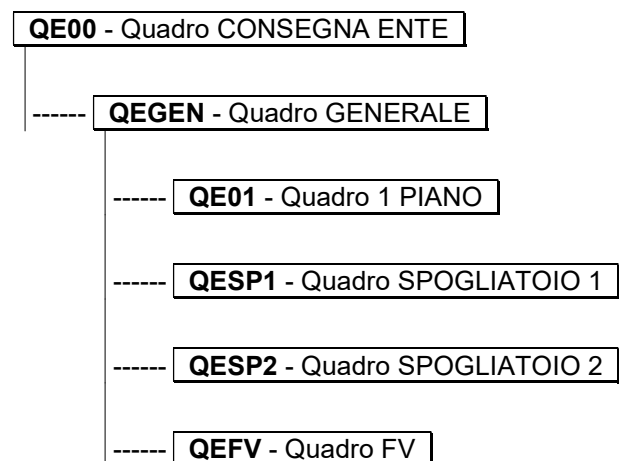 QE00 - Quadro CONSEGNA ENTE
------ QEGEN - Quadro GENERALE
------ QE01 - Quadro 1 PIANO
------ QESP1 - Quadro SPOGLIATOIO 1
------ QESP2 - Quadro SPOGLIATOIO 2
------ QEFV - Quadro FV